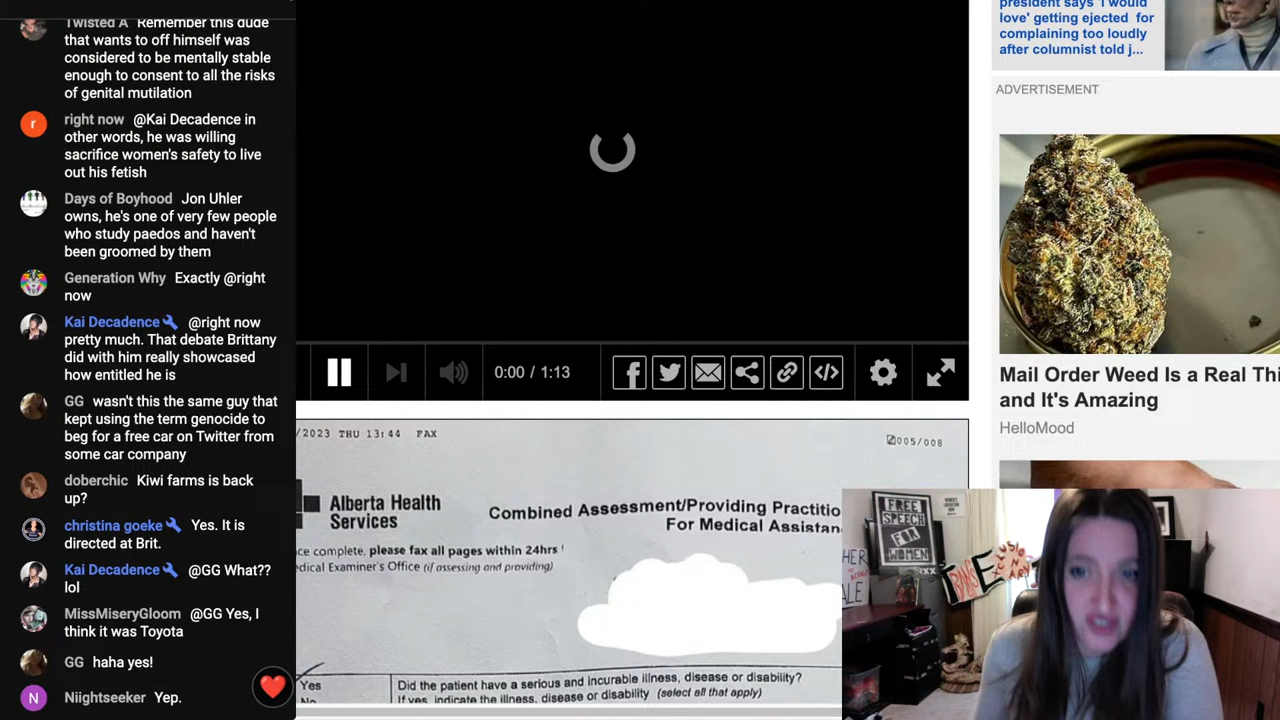 Twisted A Remember this dude
that wants to off himself was
considered to be mentally stable
enough to consent to all the risks
of genital mutilation
r
right now @Kai Decadence in
other words, he was willing
sacrifice women's safety to live
out his fetish
Days of Boyhood Jon Uhler
owns, he's one of very few people
who study paedos and haven't
been groomed by them
Generation Why Exactly @right
now
Kai Decadence @right now
pretty much. That debate Brittany
did with him really showcased
how entitled he is
GG wasn't this the same guy that
kept using the term genocide to
beg for a free car on Twitter from
some car company
doberchic Kiwi farms is back
up?
christina goeke Yes. It is
directed at Brit.
Kai Decadence @GG What??
lol
MissMiseryGloom @GG Yes, I
think it was Toyota
GG haha yes!
N
Niightseeker Yep.
0:00 / 1:13
/2023 THU 13:44 FAX
005/008
Alberta Health
Services
Combined Assessment/Providing Practitio
For Medical Assistan
ce complete, please fax all pages within 24hrs
edical Examiner's Office (if assessing and providing)
Yes
No
Did the patient have a serious and incurable illness, disease or disability?
If yes, indicate the illness, disease or disability (select all that apply)
president says 'I would
love' getting ejected for
complaining too loudly
after columnist told j...
ADVERTISEMENT
Mail Order Weed Is a Real Thi
and It's Amazing
HelloMood
FREE
SPEECH
FOR
WOMEN